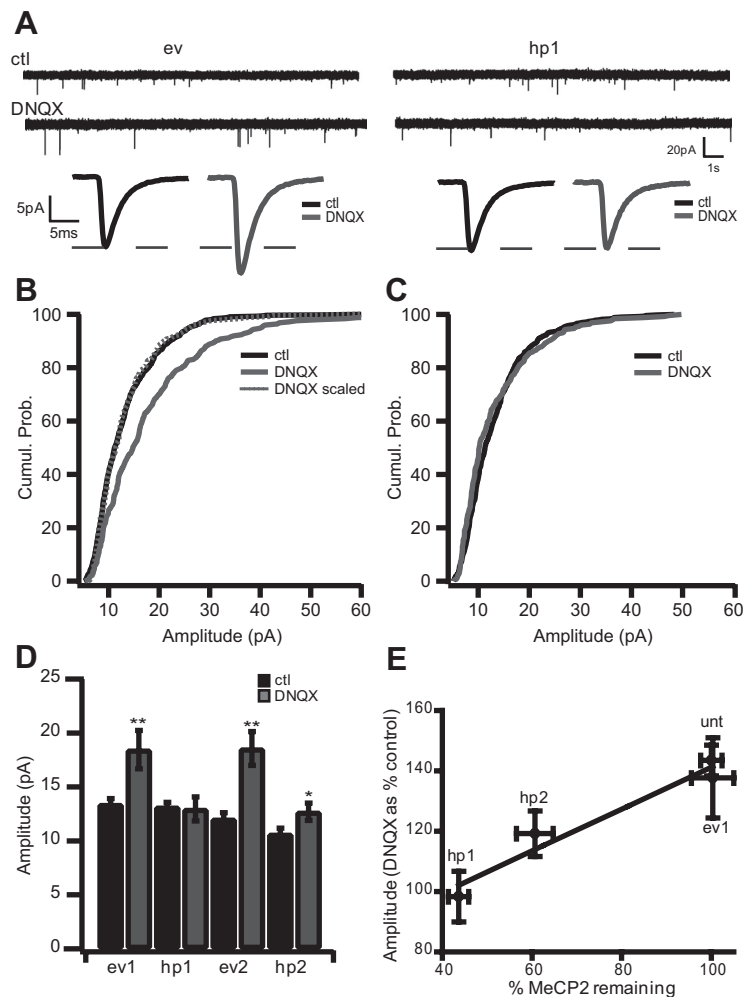 A
ev
hp1
ctl
DNQX
20pA
1s
5pA
5ms
ctl
DNQX
ctl
DNQX
B
C
100
80
60
40
20
0
Cumul. Prob.
10 20 30 40 50 60
Amplitude (pA)
ctl
DNQX
DNQX scaled
100
80
60
40
20
0
Cumul. Prob.
10 20 30 40 50 60
Amplitude (pA)
ctl
DNQX
D
25
20
15
10
5
0
Amplitude (pA)
ctl
DNQX
**
**
*
ev1 hp1 ev2 hp2
E
160
140
120
100
80
Amplitude (DNQX as % control)
unt
hp2
ev1
hp1
40 60 80 100
% MeCP2 remaining